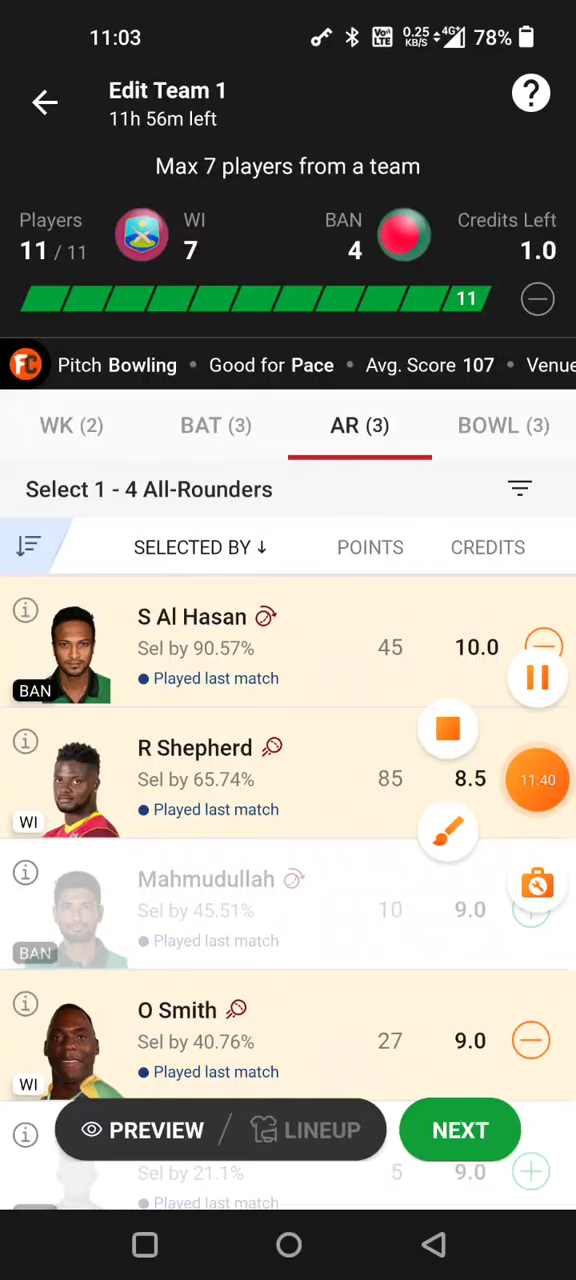 11:03 VoD LTE 0.25 KB/S 4G+ 78%
Edit Team 1
11h 56m left
?
Max 7 players from a team
Players WI BAN Credits Left
11 / 11 7 4 1.0
11
FC Pitch Bowling • Good for Pace • Avg. Score 107 • Venue
WK (2) BAT (3) AR (3) BOWL (3)
Select 1 - 4 All-Rounders
SELECTED BY ↓ POINTS CREDITS
S Al Hasan
Sel by 90.57% 45 10.0
Played last match
BAN
R Shepherd
Sel by 65.74% 85 8.5 11:40
Played last match
WI
Mahmudullah
Sel by 45.51% 10 9.0
Played last match
BAN
O Smith
Sel by 40.76% 27 9.0
Played last match
WI
PREVIEW / LINEUP NEXT
Sel by 21.1% 5 9.0
Played last match